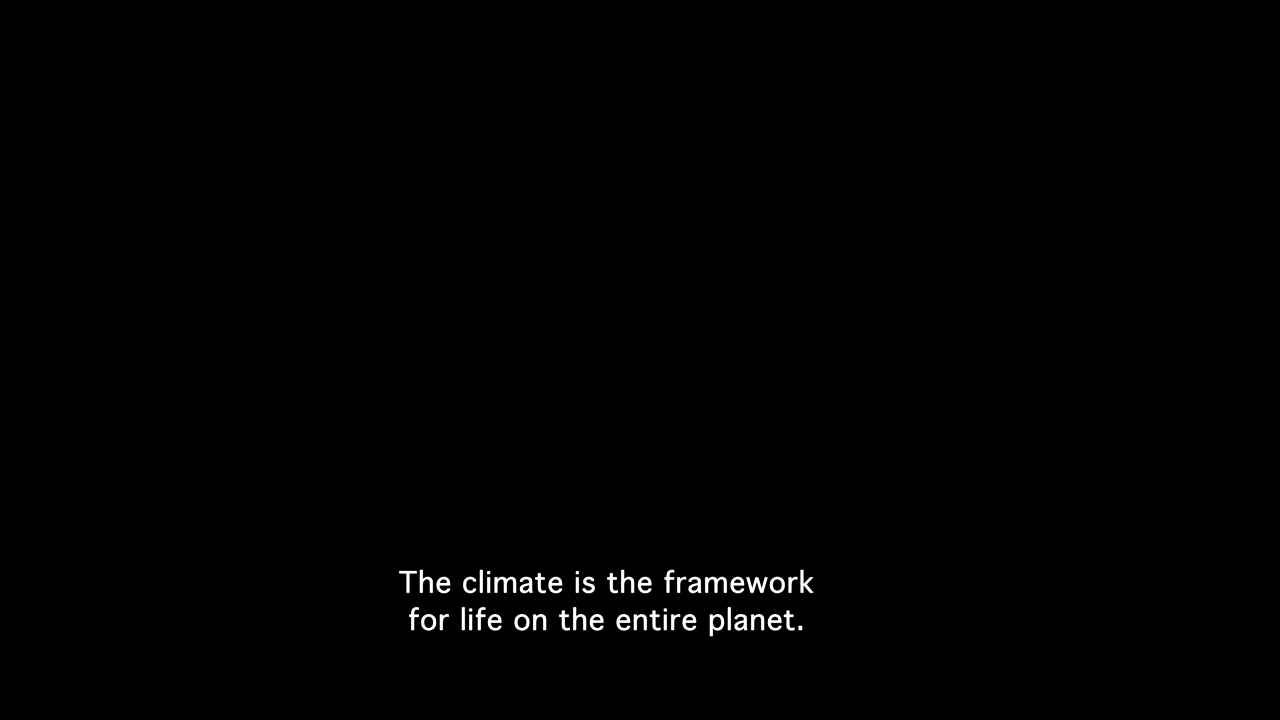 The climate is the framework
for life on the entire planet.